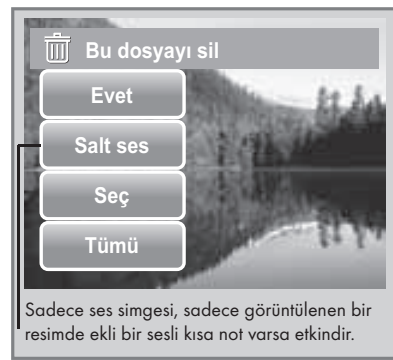 Bu dosyayı sil
Evet
Salt ses
Seç
Tümü
Sadece ses simgesi, sadece görüntülenen bir
resimde ekli bir sesli kısa not varsa etkindir.